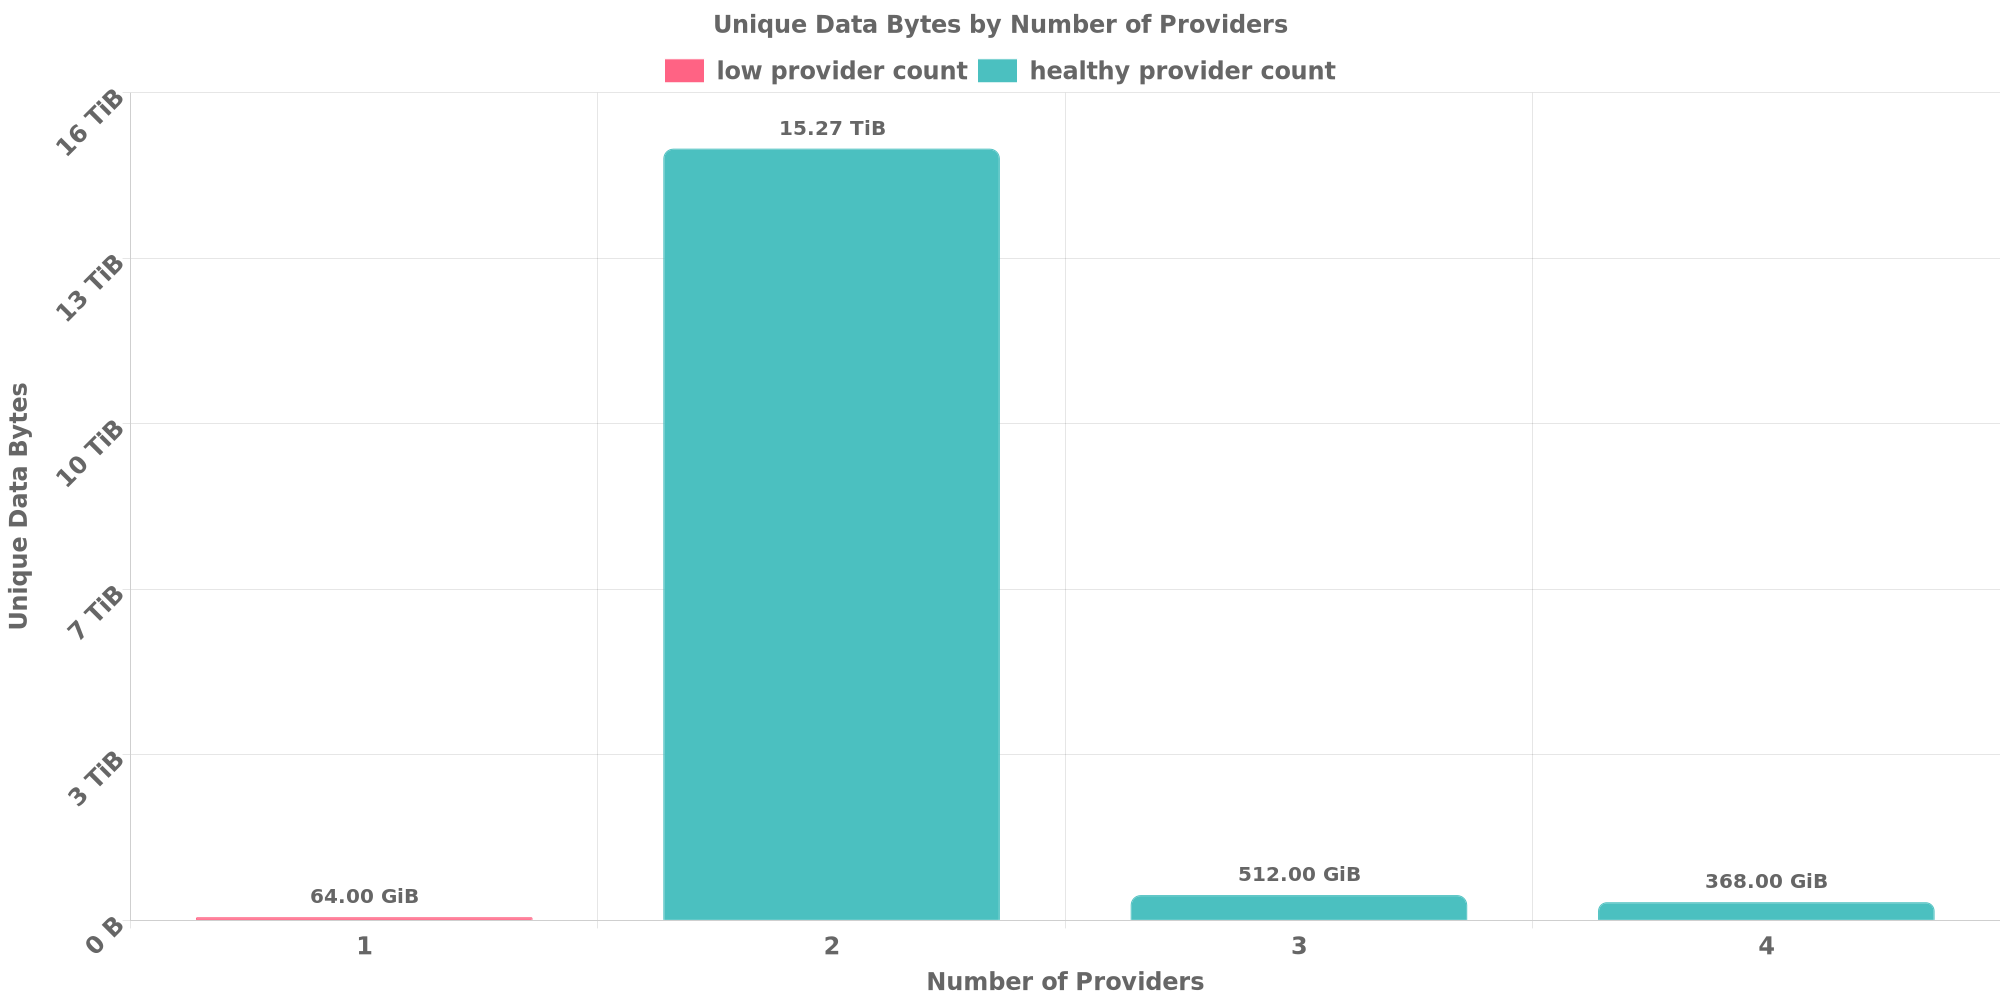 Unique Data Bytes by Number of Providers
low provider count
healthy provider count
Unique Data Bytes
16 TiB
13 TiB
10 TiB
7 TiB
3 TiB
0 B
64.00 GiB
15.27 TiB
512.00 GiB
368.00 GiB
1
2
3
4
Number of Providers